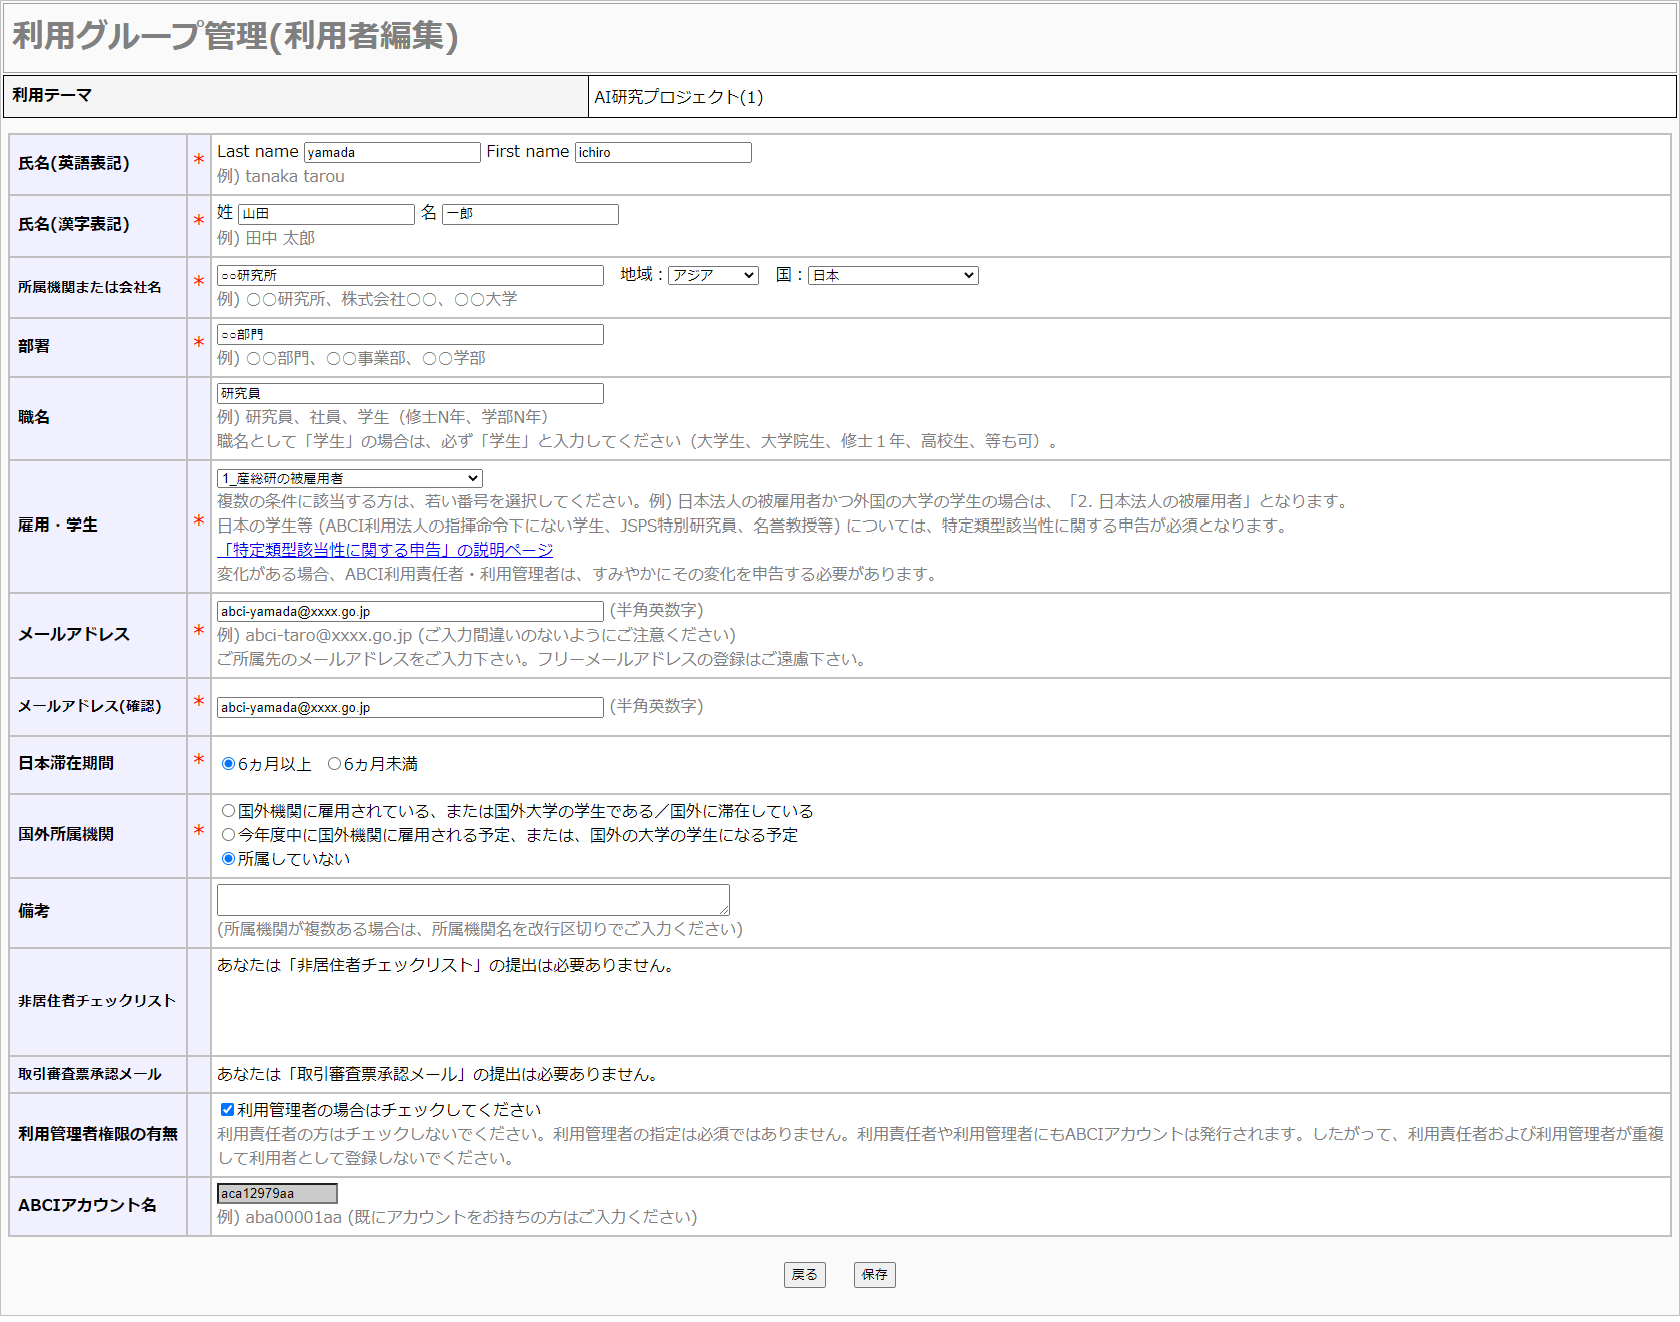 利用グループ管理(利用者編集)
利用テーマ AI研究プロジェクト(1)
氏名(英語表記) * Last name yamada First name ichiro
例) tanaka tarou
氏名(漢字表記) * 姓 山田 名 一郎
例) 田中 太郎
所属機関または会社名 * ○○研究所 地域： アジア 国： 日本
例) 〇〇研究所、株式会社〇〇、〇〇大学
部署 * ○○部門
例) 〇〇部門、〇〇事業部、〇〇学部
職名 研究員
例) 研究員、社員、学生（修士N年、学部N年）
職名として「学生」の場合は、必ず「学生」と入力してください（大学生、大学院生、修士１年、高校生、等も可）。
雇用・学生 * 1_産総研の被雇用者
複数の条件に該当する方は、若い番号を選択してください。例) 日本法人の被雇用者かつ外国の大学の学生の場合は、「2. 日本法人の被雇用者」となります。
日本の学生等 (ABCI利用法人の指揮命令下にない学生、JSPS特別研究員、名誉教授等) については、特定類型該当性に関する申告が必須となります。
「特定類型該当性に関する申告」の説明ページ
変化がある場合、ABCI利用責任者・利用管理者は、すみやかにその変化を申告する必要があります。
メールアドレス * abci-yamada@xxxx.go.jp (半角英数字)
例) abci-taro@xxxx.go.jp (ご入力間違いのないようにご注意ください)
ご所属先のメールアドレスをご入力下さい。フリーメールアドレスの登録はご遠慮下さい。
メールアドレス(確認) * abci-yamada@xxxx.go.jp (半角英数字)
日本滞在期間 * 6ヵ月以上 6ヵ月未満
国外所属機関 * 国外機関に雇用されている、または国外大学の学生である／国外に滞在している
今年度中に国外機関に雇用される予定、または、国外の大学の学生になる予定
所属していない
備考
(所属機関が複数ある場合は、所属機関名を改行区切りでご入力ください)
非居住者チェックリスト あなたは「非居住者チェックリスト」の提出は必要ありません。
取引審査票承認メール あなたは「取引審査票承認メール」の提出は必要ありません。
利用管理者権限の有無 利用管理者の場合はチェックしてください
利用責任者の方はチェックしないでください。利用管理者の指定は必須ではありません。利用責任者や利用管理者にもABCIアカウントは発行されます。したがって、利用責任者および利用管理者が重複
して利用者として登録しないでください。
ABCIアカウント名 aca12979aa
例) aba00001aa (既にアカウントをお持ちの方はご入力ください)
戻る 保存